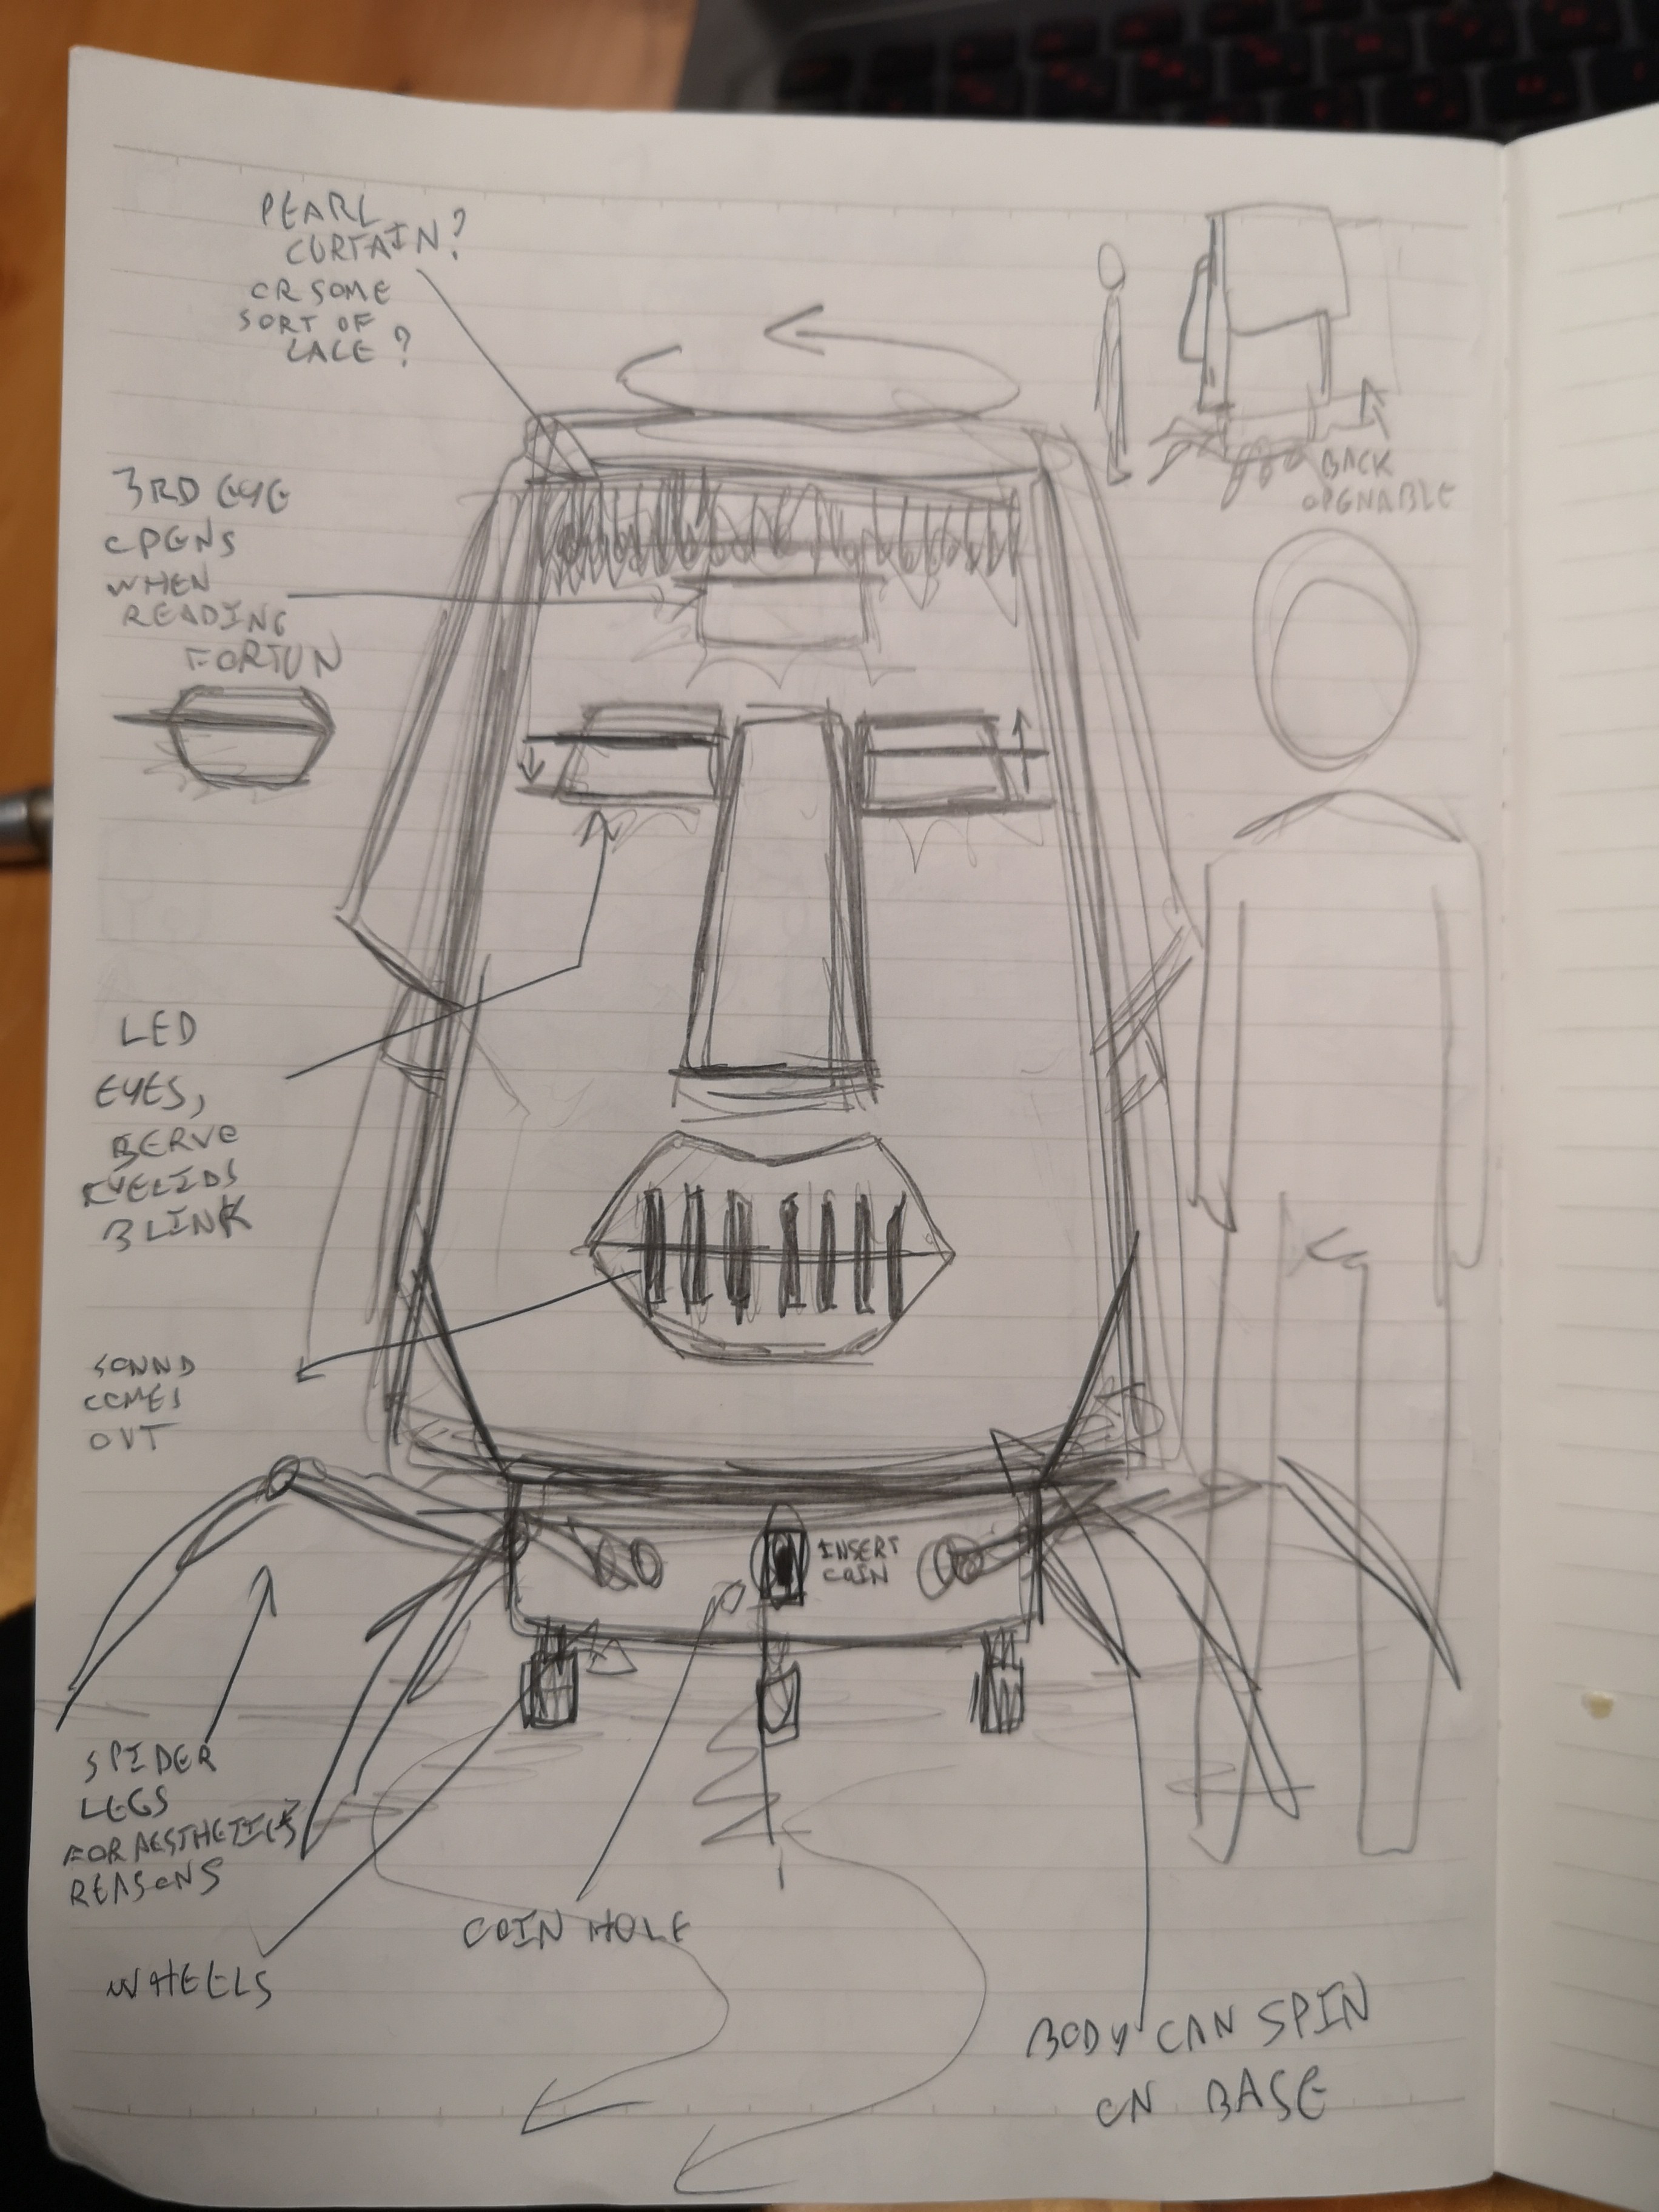 PEARL
CURTAIN?
OR SOME
SORT OF
LACE?
3RD EYE
OPENS
WHEN
READING
FORTUN
BACK
OPENABLE
LED
EYES,
SERVO
EYELIDS
BLINK
SOUND
COMES
OUT
INSERT
COIN
SPIDER
LEGS
FOR AESTHETICS
REASONS
COIN HOLE
WHEELS
BODY CAN SPIN
ON BASE